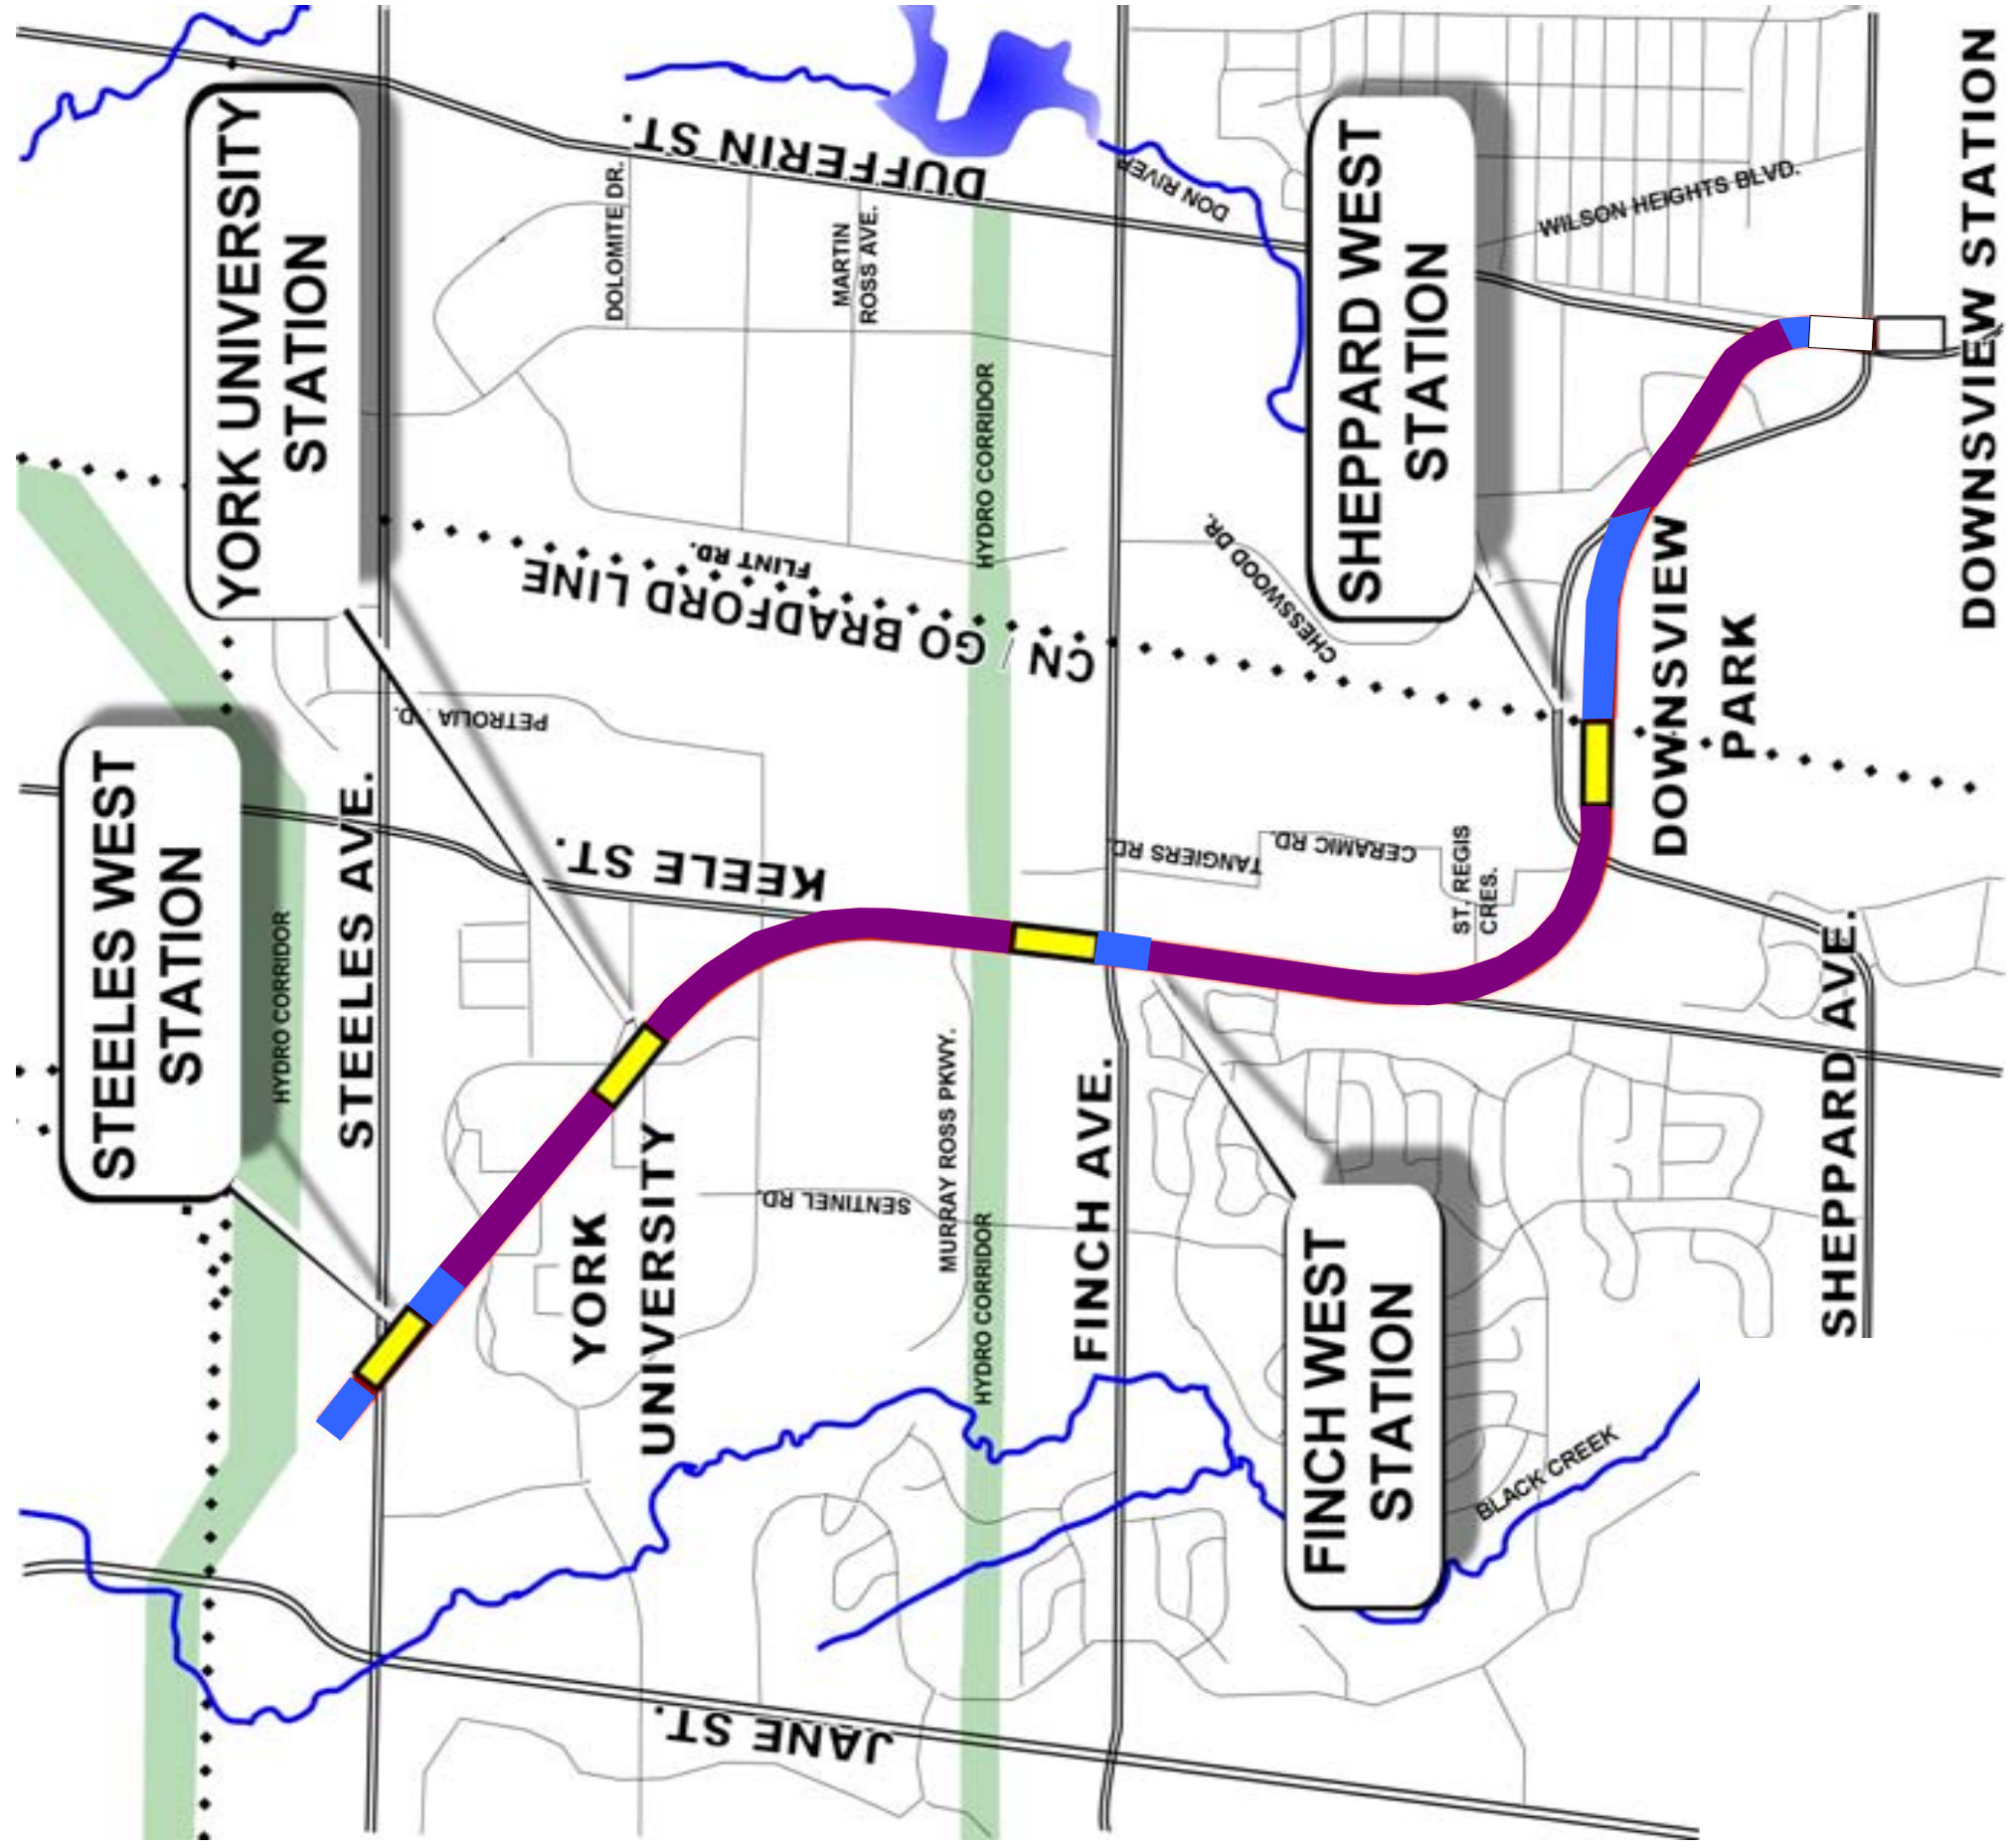 STEELES WEST
STATION
YORK UNIVERSITY
STATION
SHEPPARD WEST
STATION
FINCH WEST
STATION
DOWNSVIEW STATION
DOWNSVIEW
PARK
YORK
UNIVERSITY
DUFFERIN ST.
DON RIVER
WILSON HEIGHTS BLVD.
DOLOMITE DR.
MARTIN
ROSS AVE.
HYDRO CORRIDOR
FLINT RD.
CN / GO BRADFORD LINE
CHESSWOOD DR.
PETROLIA
KEELE ST.
TANGIERS RD.
CERAMIC RD.
ST. REGIS
CRES.
HYDRO CORRIDOR
STEELES AVE.
MURRAY ROSS PKWY.
SENTINEL RD.
HYDRO CORRIDOR
FINCH AVE.
SHEPPARD AVE.
BLACK CREEK
JANE ST.